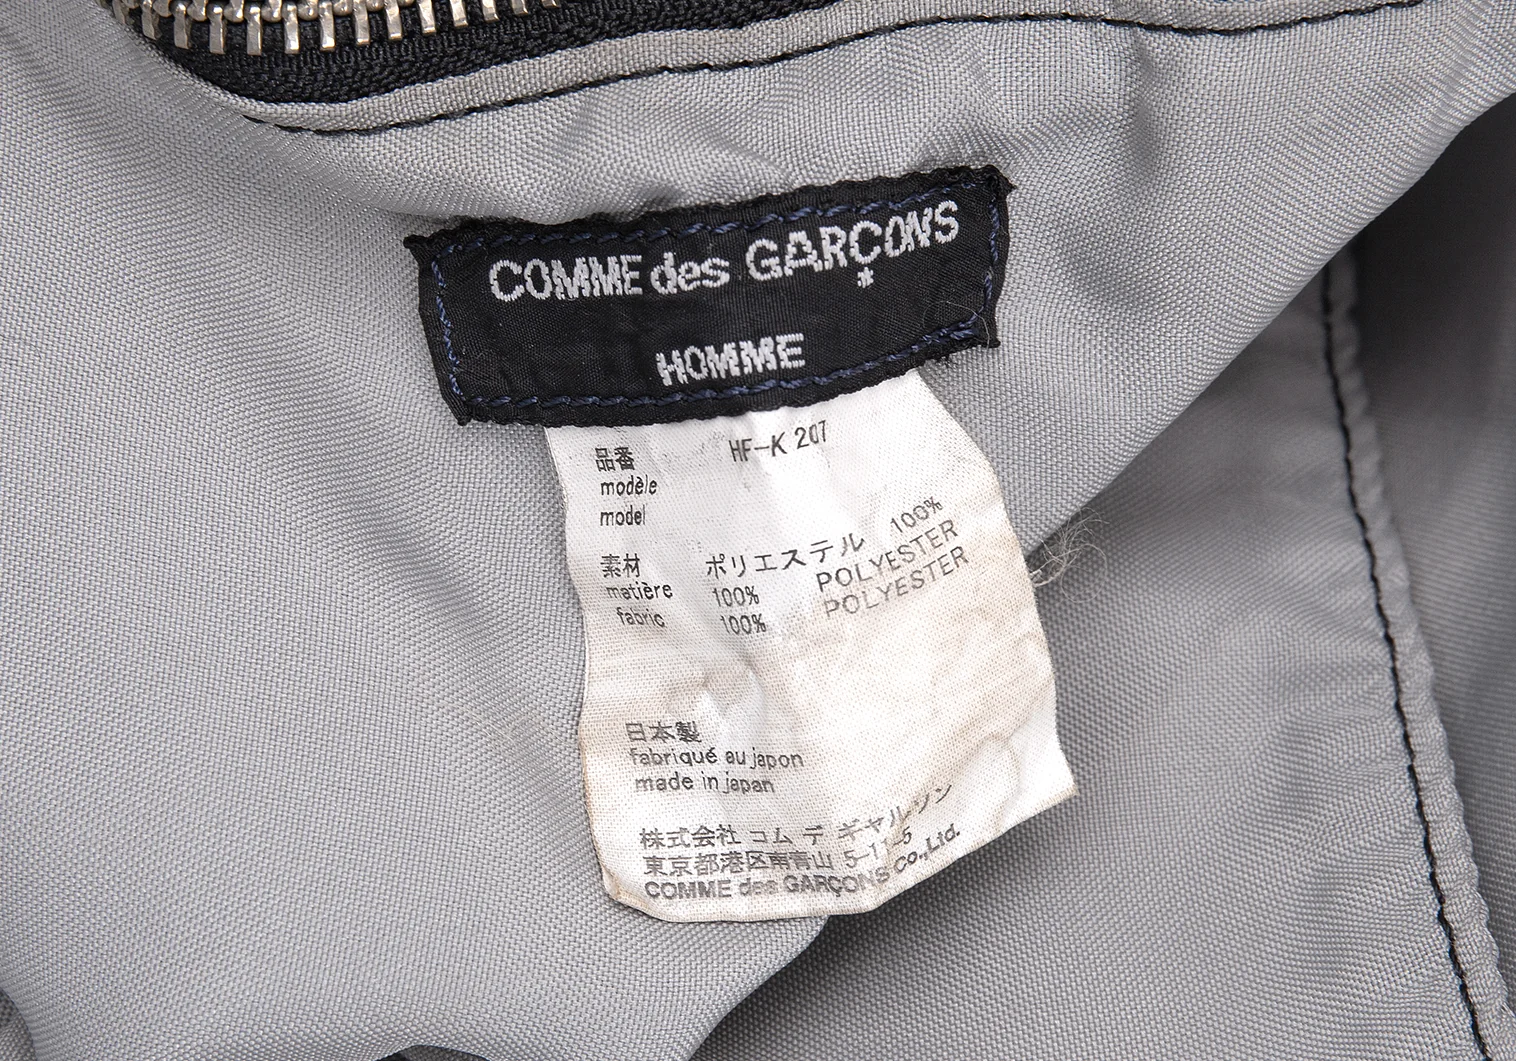 COMME des GARÇONS
HOMME
品番 HF-K 207
modèle
model
素材 ポリエステル 100%
matière 100% POLYESTER
fabric 100% POLYESTER
日本製
fabriqué au japon
made in japan
株式会社 コム デ ギャルソン
東京都港区南青山 5-11-5
COMME des GARÇONS Co.,Ltd.